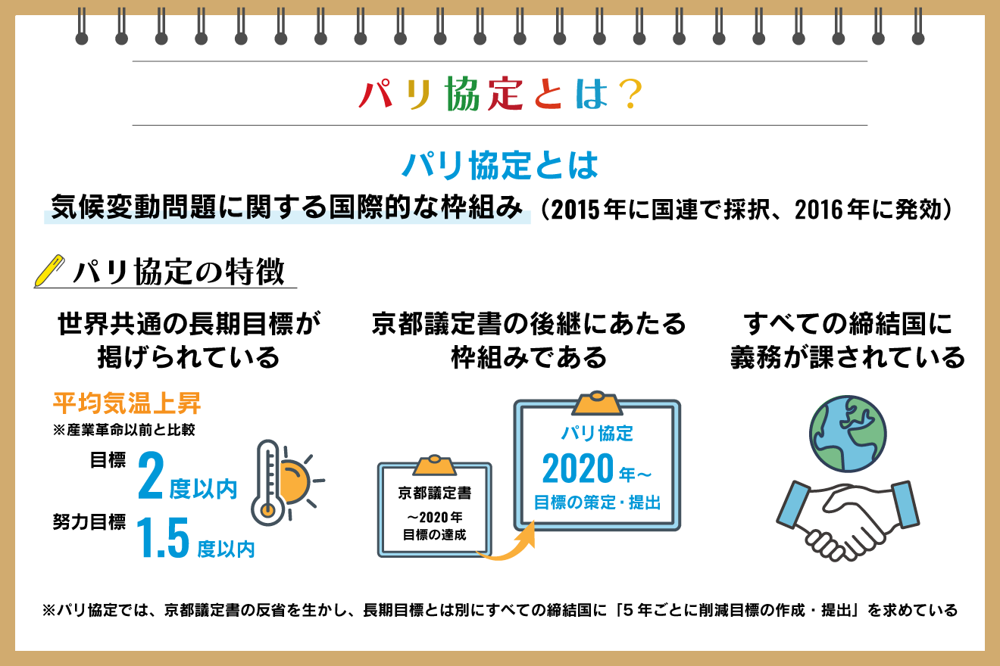 パリ協定とは？
パリ協定とは
気候変動問題に関する国際的な枠組み（2015年に国連で採択、2016年に発効）
パリ協定の特徴
世界共通の長期目標が
掲げられている
平均気温上昇
※産業革命以前と比較
目標 2度以内
努力目標 1.5度以内
京都議定書の後継にあたる
枠組みである
京都議定書
～2020年
目標の達成
パリ協定
2020年～
目標の策定・提出
すべての締結国に
義務が課されている
※パリ協定では、京都議定書の反省を生かし、長期目標とは別にすべての締結国に「5年ごとに削減目標の作成・提出」を求めている